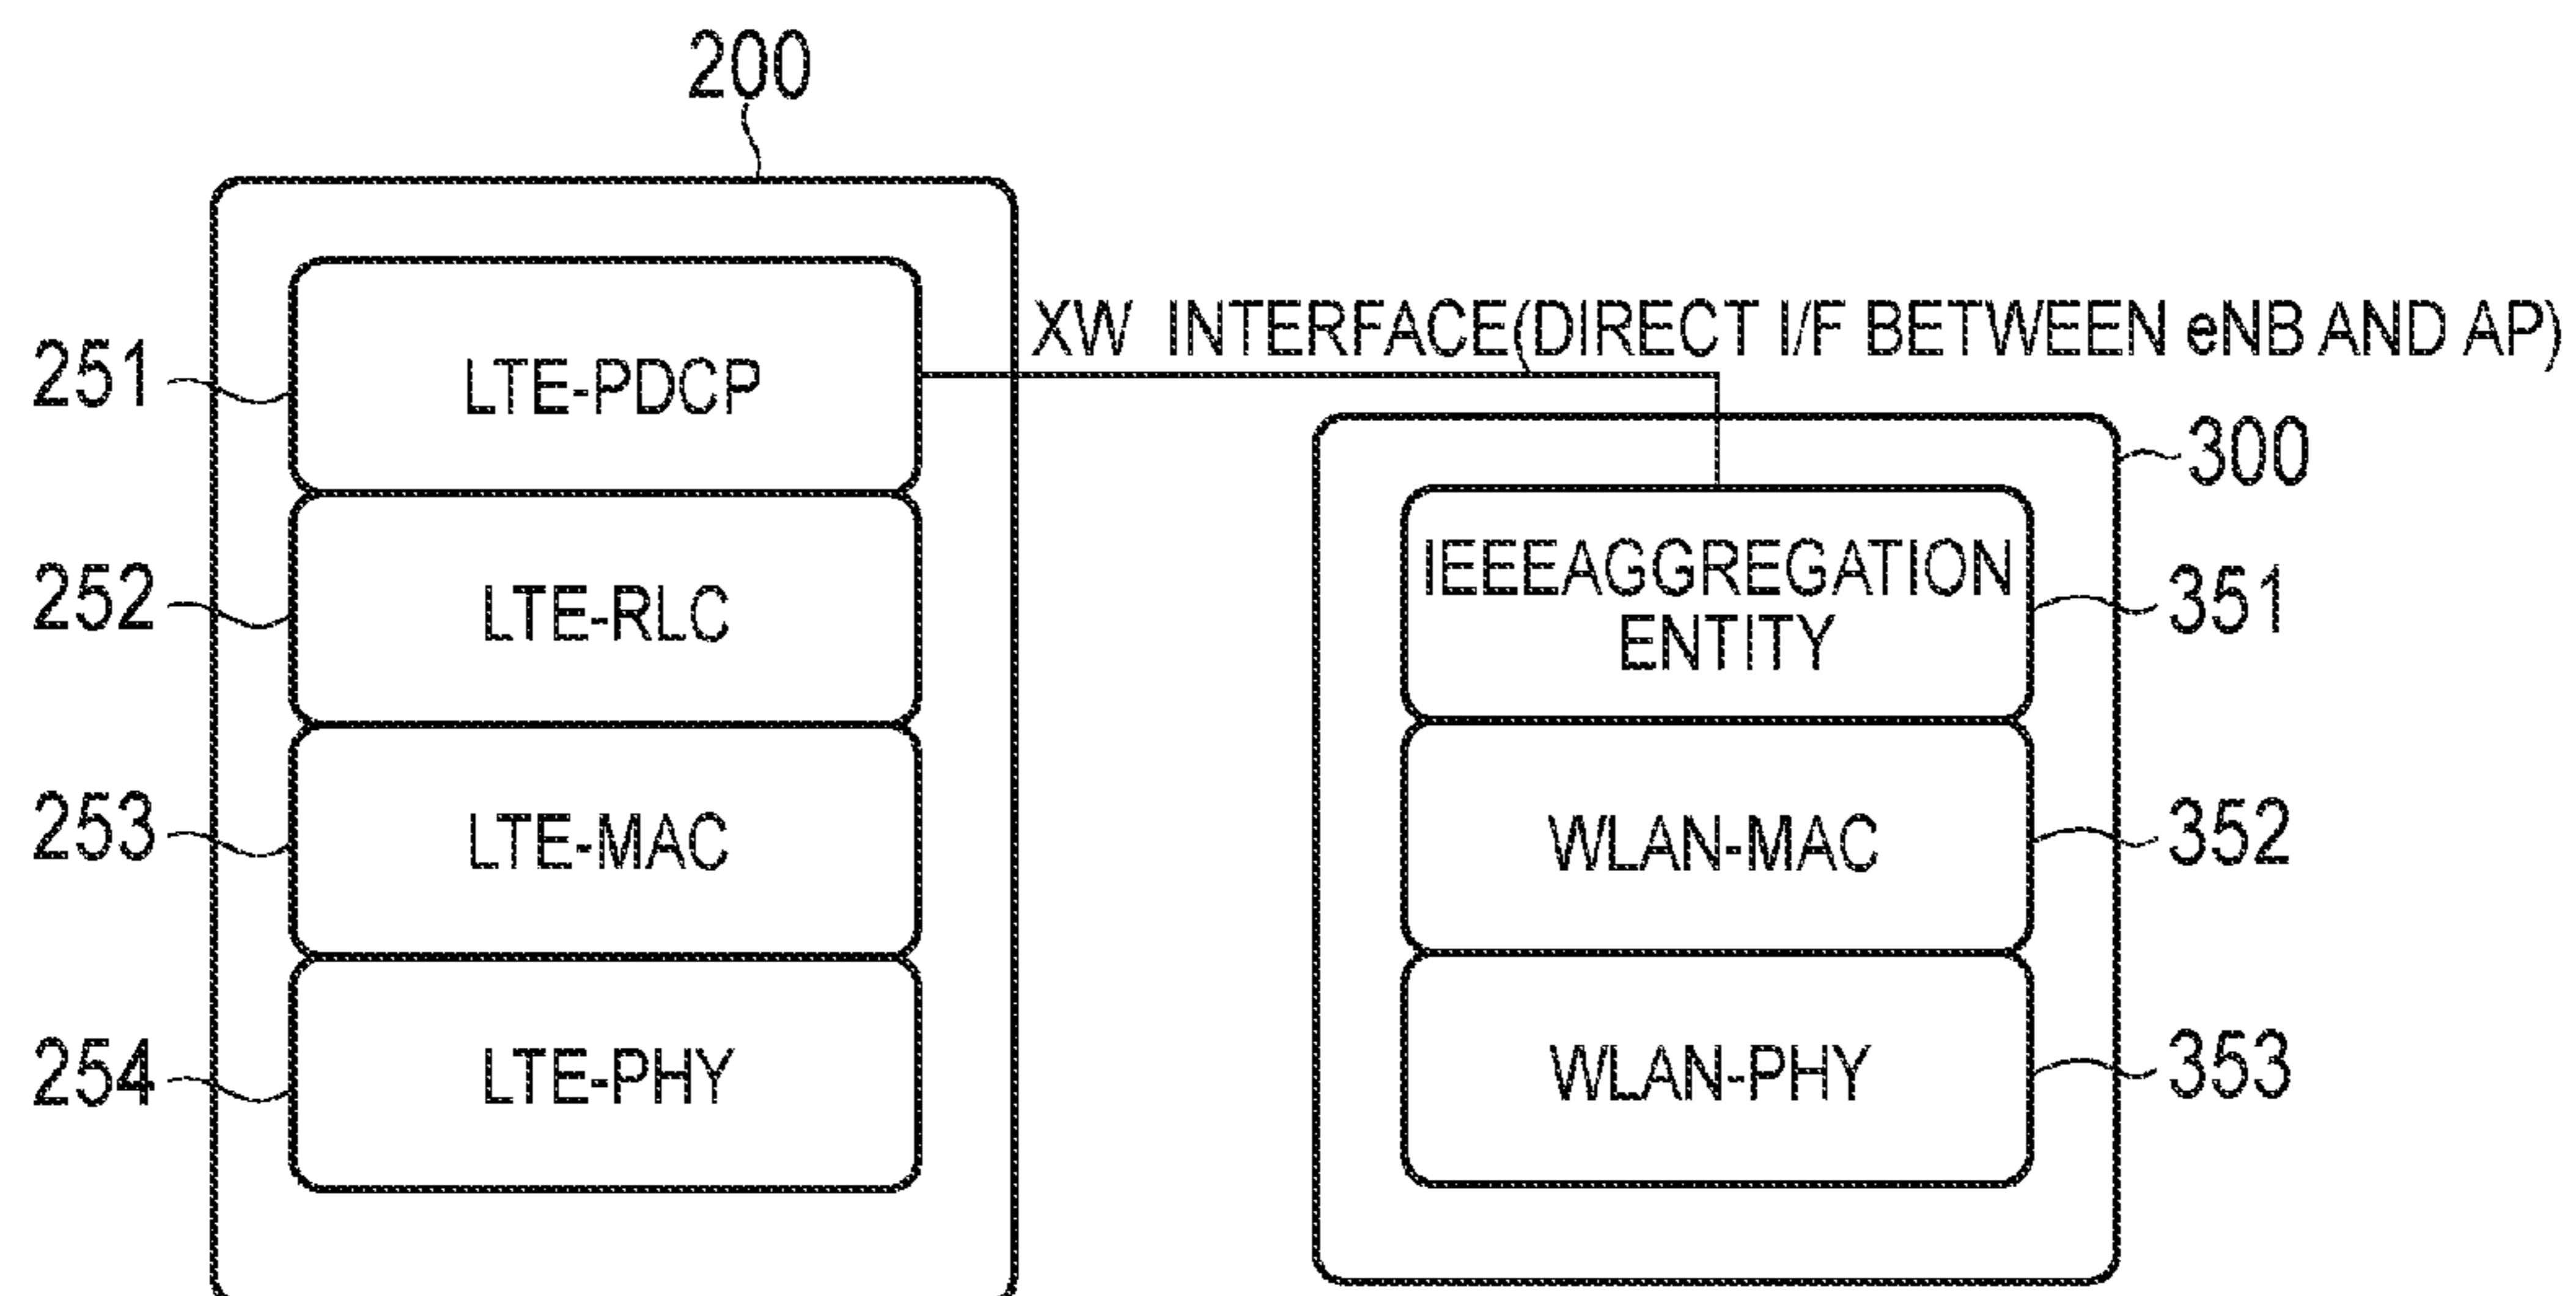 200
XW INTERFACE(DIRECT I/F BETWEEN eNB AND AP)
251
LTE-PDCP
300
252
LTE-RLC
IEEEAGGREGATION
ENTITY
351
253
LTE-MAC
WLAN-MAC
352
254
LTE-PHY
WLAN-PHY
353